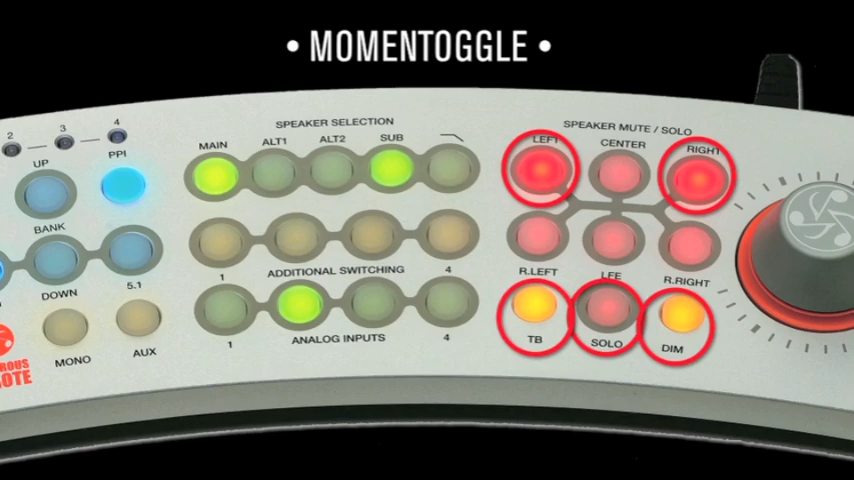 • MOMENTOGGLE •
SPEAKER SELECTION
SPEAKER MUTE / SOLO
2 3 4
UP PPI
MAIN ALT1 ALT2 SUB
LEFT CENTER RIGHT
BANK
DOWN 5.1
1 ADDITIONAL SWITCHING 4
R.LEFT LFE R.RIGHT
MONO AUX
1 ANALOG INPUTS 4
TB SOLO DIM